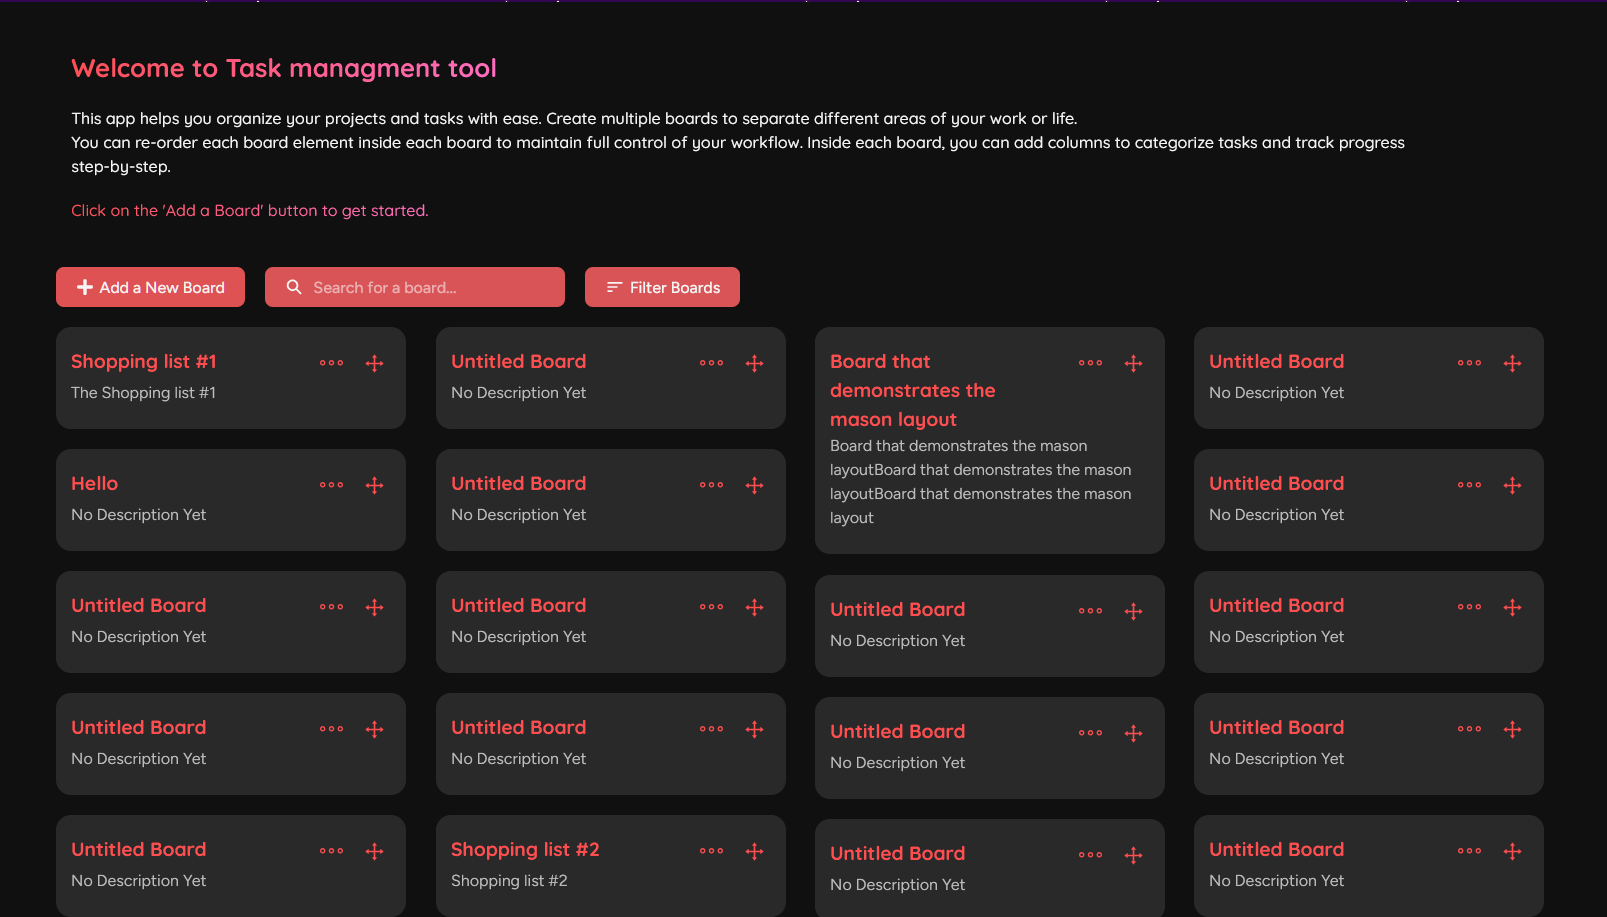 Welcome to Task managment tool
This app helps you organize your projects and tasks with ease. Create multiple boards to separate different areas of your work or life.
You can re-order each board element inside each board to maintain full control of your workflow. Inside each board, you can add columns to categorize tasks and track progress
step-by-step.
Click on the 'Add a Board' button to get started.
Add a New Board
Search for a board...
Filter Boards
Shopping list #1
The Shopping list #1
Untitled Board
No Description Yet
Board that
demonstrates the
mason layout
Board that demonstrates the mason
layoutBoard that demonstrates the mason
layoutBoard that demonstrates the mason
layout
Untitled Board
No Description Yet
Hello
No Description Yet
Untitled Board
No Description Yet
Untitled Board
No Description Yet
Untitled Board
No Description Yet
Untitled Board
No Description Yet
Untitled Board
No Description Yet
Untitled Board
No Description Yet
Untitled Board
No Description Yet
Untitled Board
No Description Yet
Untitled Board
No Description Yet
Untitled Board
No Description Yet
Untitled Board
No Description Yet
Shopping list #2
Shopping list #2
Untitled Board
No Description Yet
Untitled Board
No Description Yet